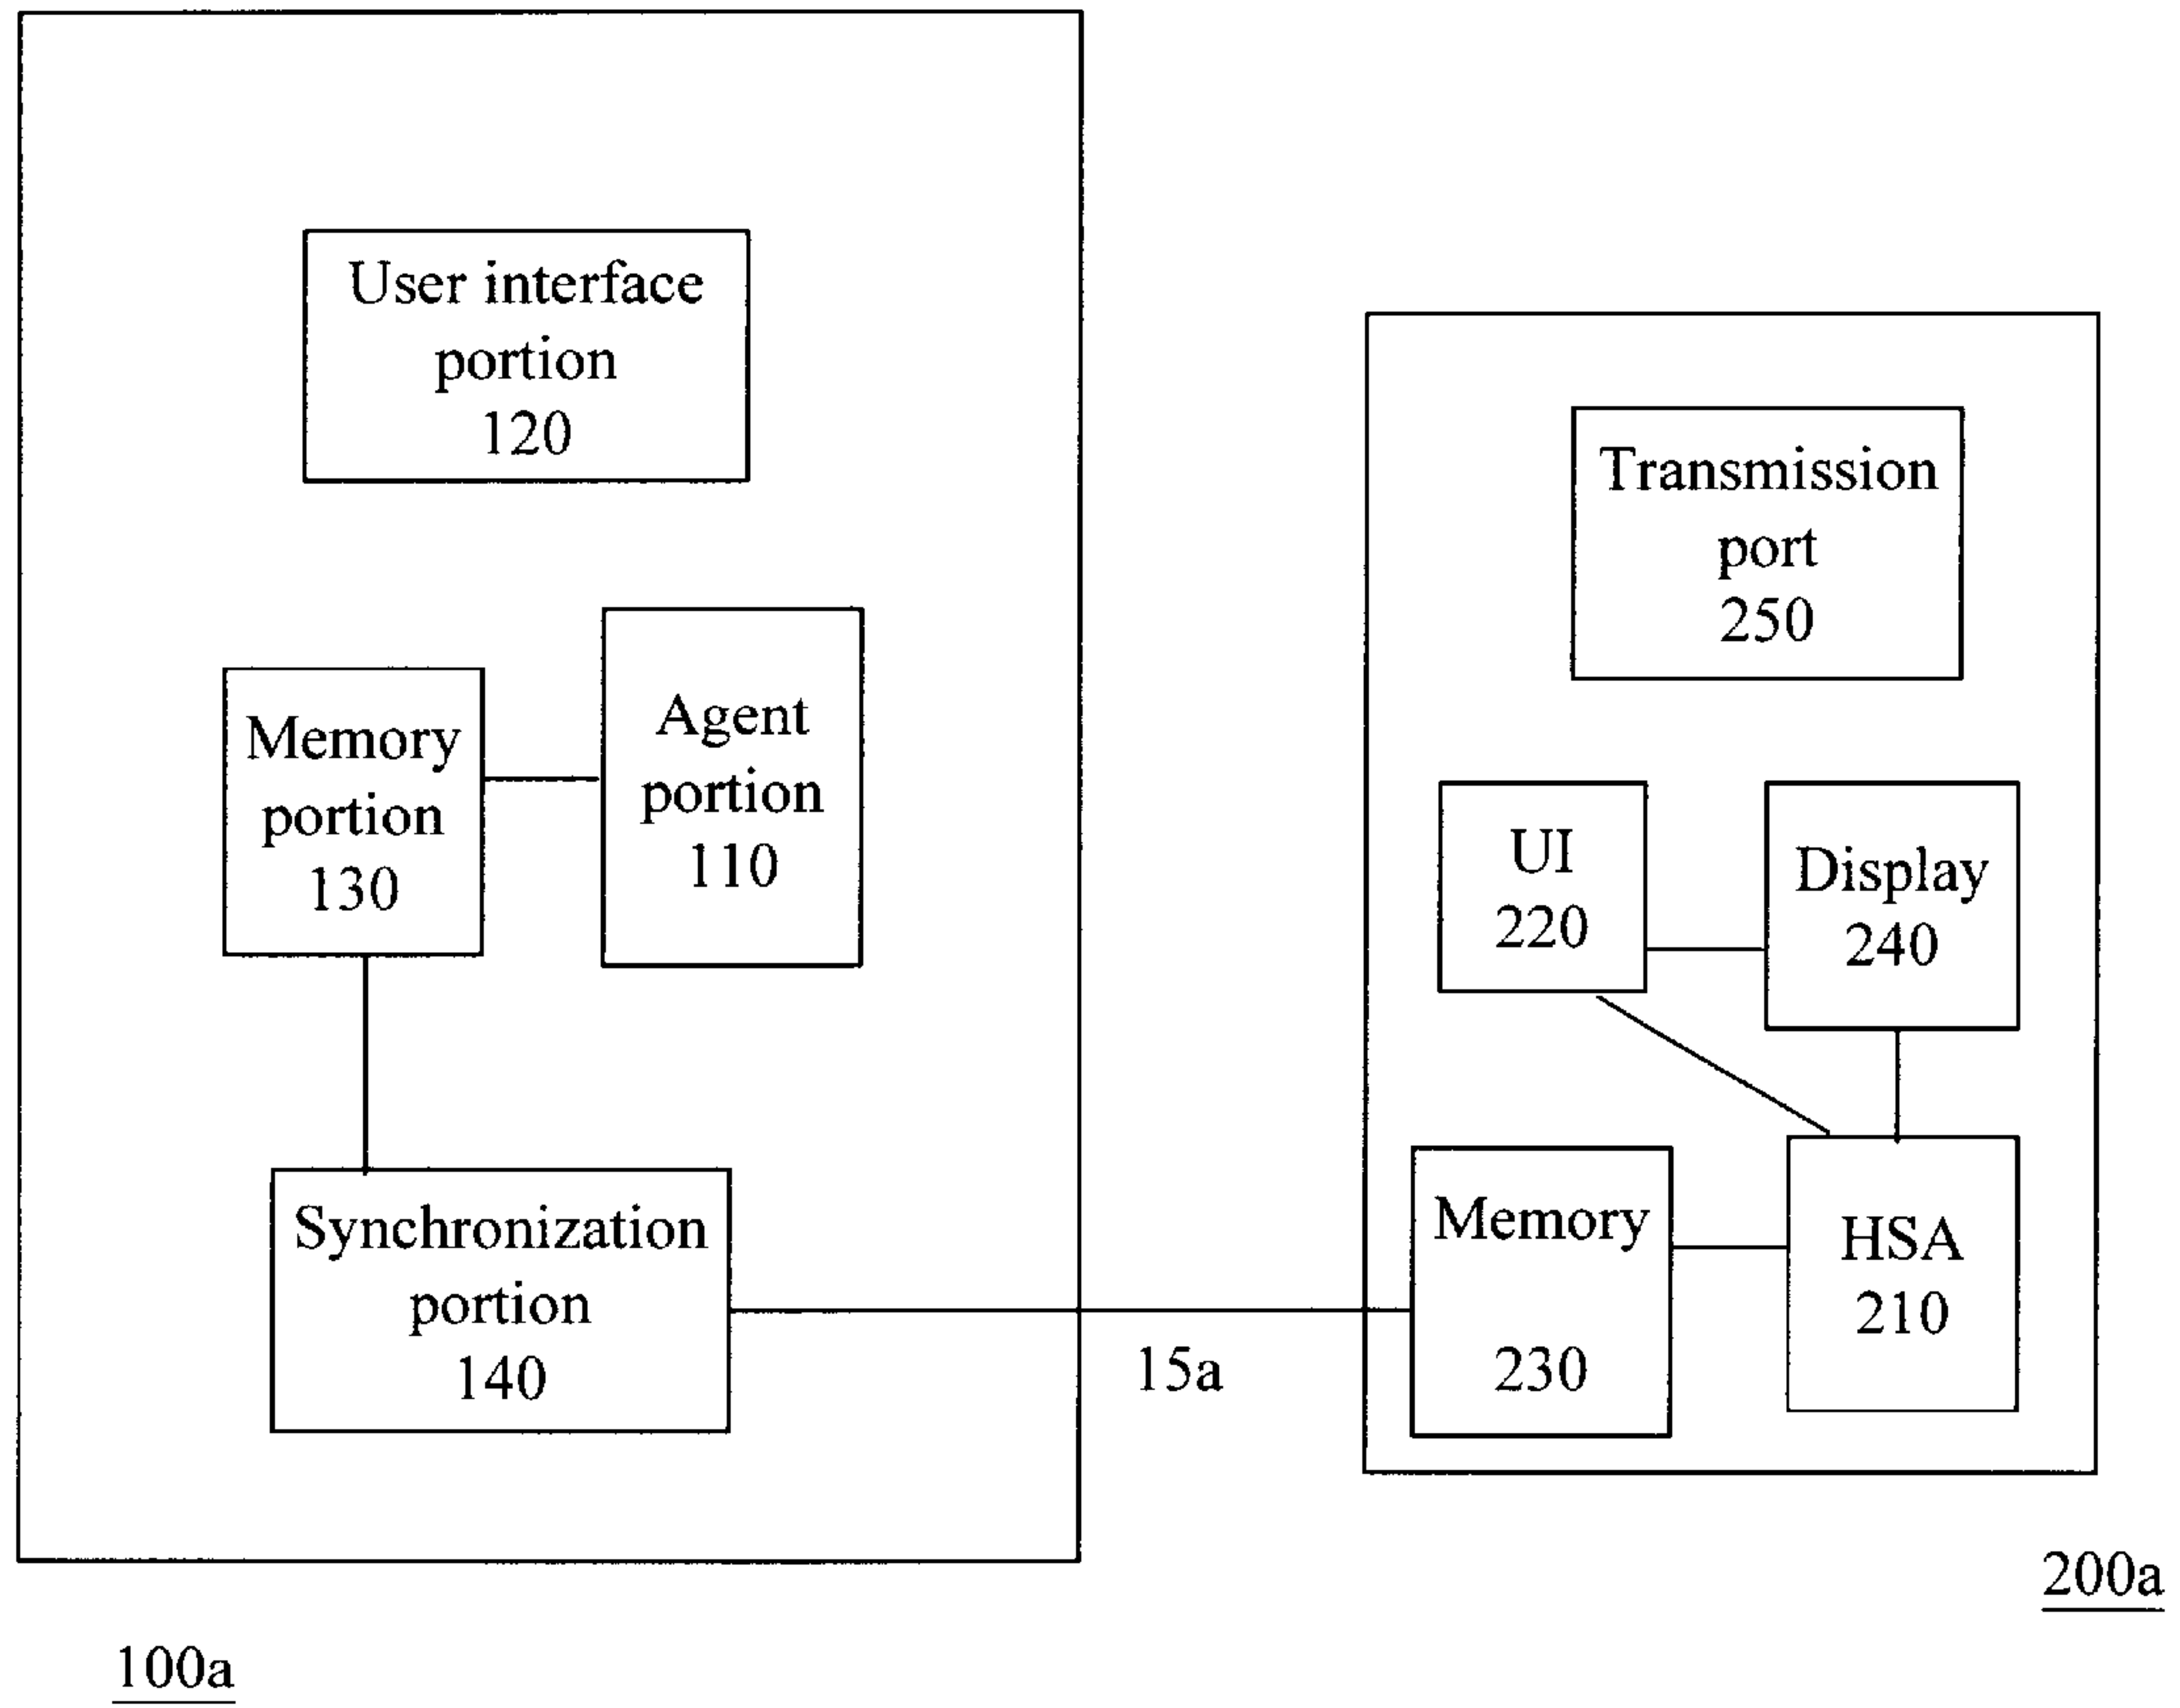 User interface
portion
120
Memory
portion
130
Agent
portion
110
Synchronization
portion
140
15a
Transmission
port
250
UI
220
Display
240
Memory
230
HSA
210
200a
100a